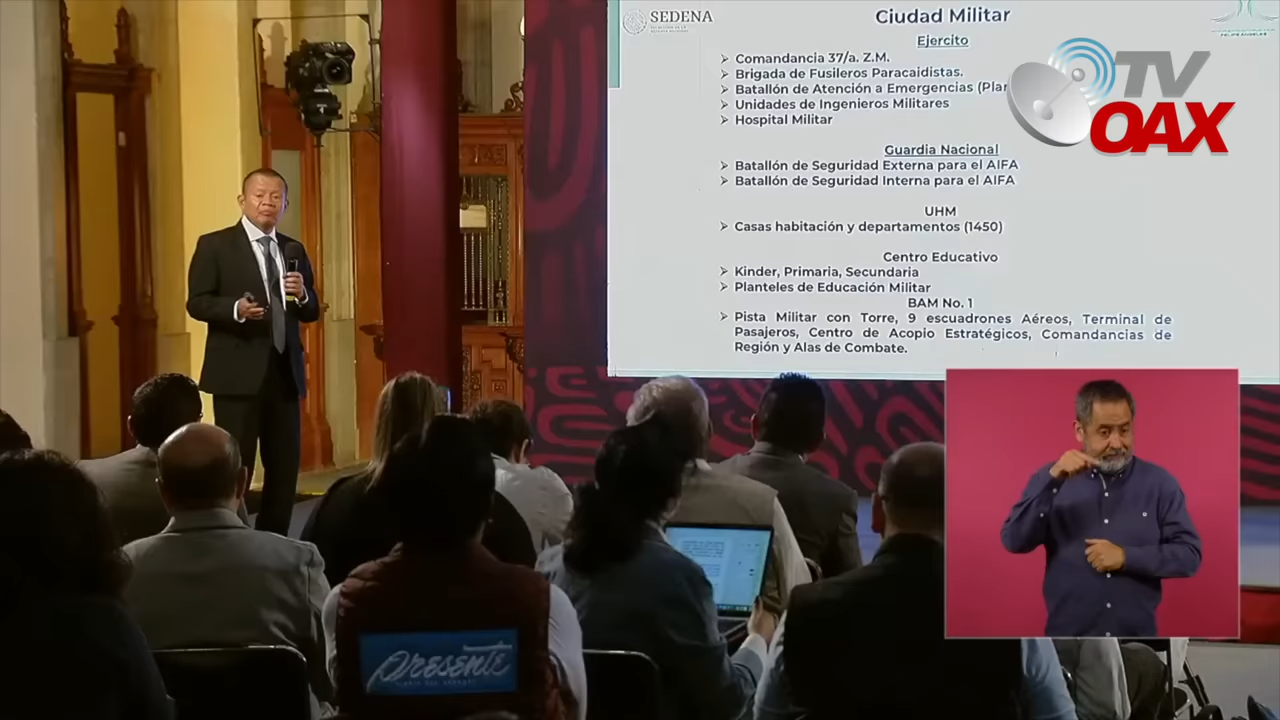 SEDENA
Ciudad Militar
Ejercito
➢ Comandancia 37/a. Z.M.
➢ Brigada de Fusileros Paracaidistas.
➢ Batallón de Atención a Emergencias
➢ Unidades de Ingenieros Militares
➢ Hospital Militar
TV
OAX
Guardia Nacional
➢ Batallón de Seguridad Externa para el AIFA
➢ Batallón de Seguridad Interna para el AIFA
UHM
➢ Casas habitación y departamentos (1450)
Centro Educativo
➢ Kinder, Primaria, Secundaria
➢ Planteles de Educación Militar
BAM No. 1
➢ Pista Militar con Torre, 9 escuadrones Aéreos, Terminal de
Pasajeros, Centro de Acopio Estratégicos, Comandancias de
Región y Alas de Combate.
presente